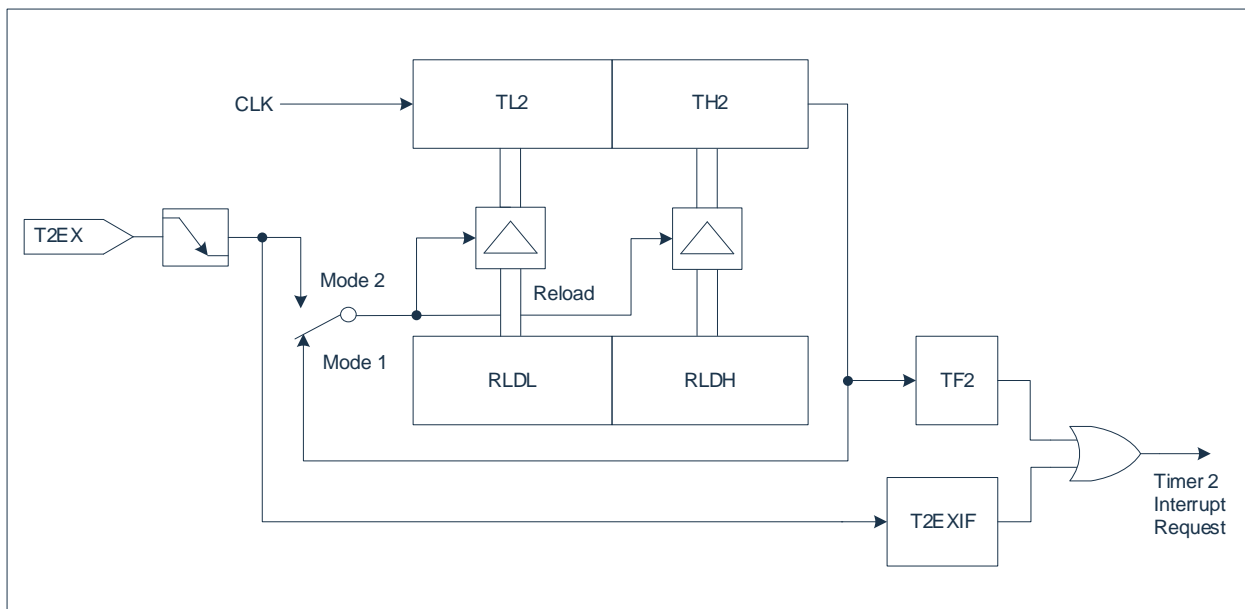 TL2
TH2
CLK
T2EX
Mode 2
Reload
Mode 1
RLDL
RLDH
TF2
T2EXIF
Timer 2
Interrupt
Request